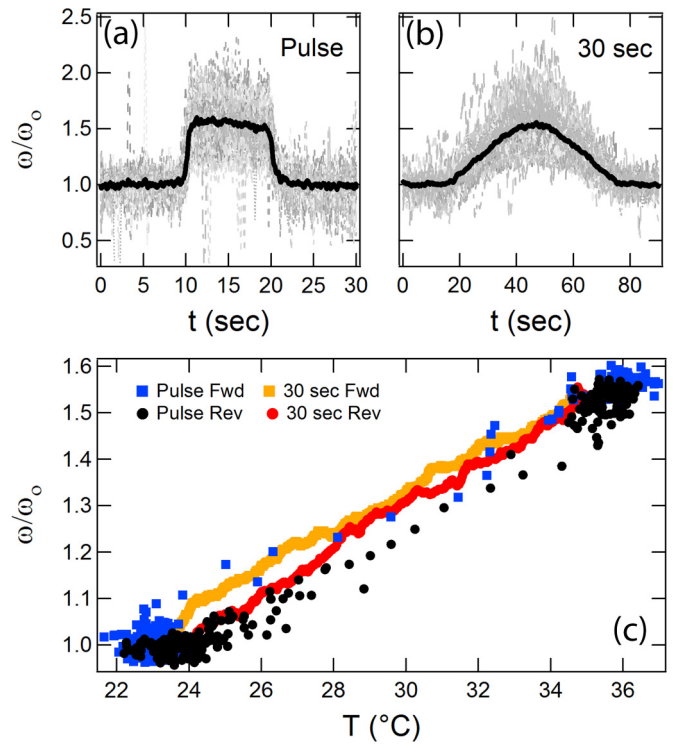 (a) Pulse
(b) 30 sec
2.5
2.0
1.5
1.0
0.5
ω/ωo
0 5 10 15 20 25 30
0 20 40 60 80
t (sec)
t (sec)
1.6
1.5
1.4
1.3
1.2
1.1
1.0
ω/ωo
Pulse Fwd 30 sec Fwd
Pulse Rev 30 sec Rev
(c)
22 24 26 28 30 32 34 36
T (°C)